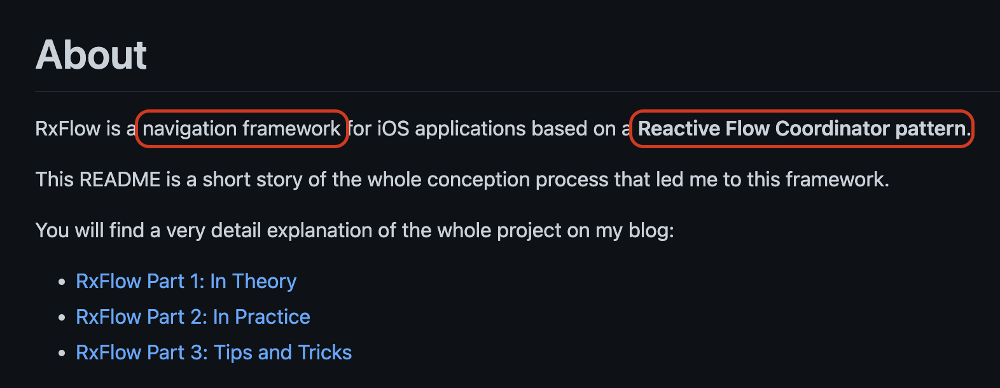 About
RxFlow is a navigation framework for iOS applications based on a Reactive Flow Coordinator pattern.
This README is a short story of the whole conception process that led me to this framework.
You will find a very detail explanation of the whole project on my blog:
• RxFlow Part 1: In Theory
• RxFlow Part 2: In Practice
• RxFlow Part 3: Tips and Tricks